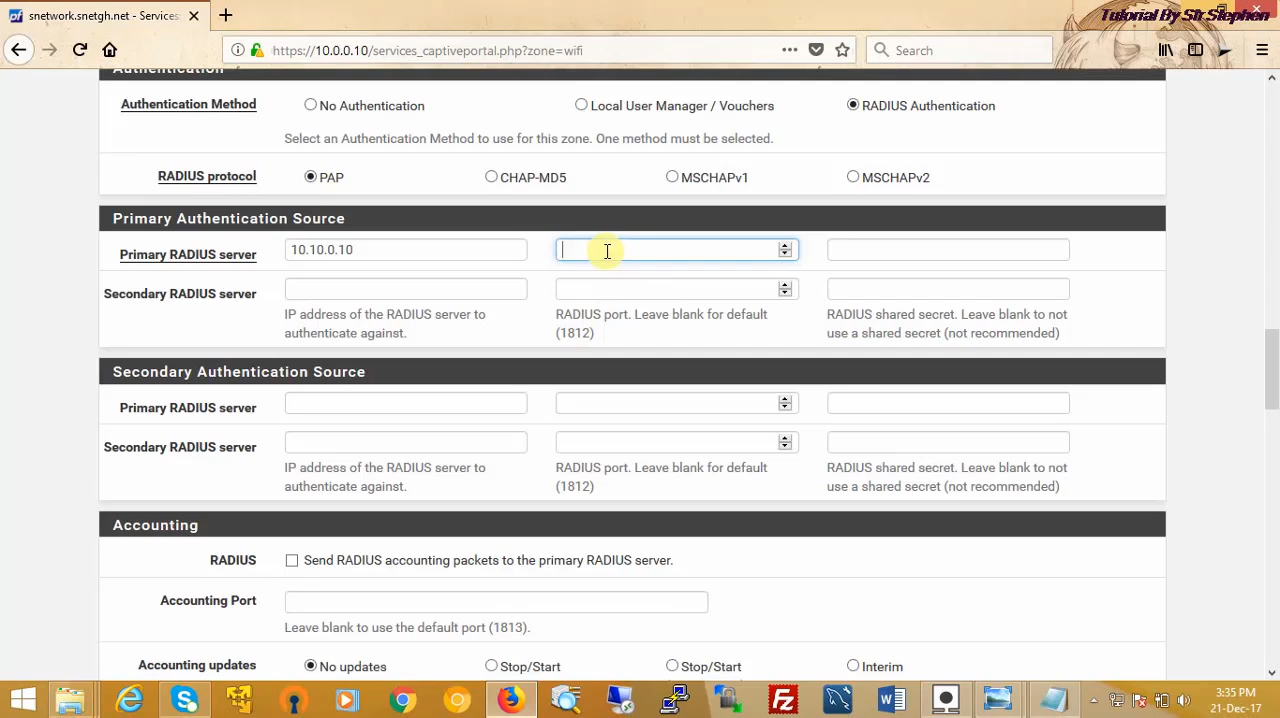 snetwork.snetgh.net - Services:
Tutorial By Sir Stephen
https://10.0.0.10/services_captiveportal.php?zone=wifi
Search
Authentication
Authentication Method
No Authentication
Local User Manager / Vouchers
RADIUS Authentication
Select an Authentication Method to use for this zone. One method must be selected.
RADIUS protocol
PAP
CHAP-MD5
MSCHAPv1
MSCHAPv2
Primary Authentication Source
Primary RADIUS server
10.10.0.10
Secondary RADIUS server
IP address of the RADIUS server to
authenticate against.
RADIUS port. Leave blank for default
(1812)
RADIUS shared secret. Leave blank to not
use a shared secret (not recommended)
Secondary Authentication Source
Primary RADIUS server
Secondary RADIUS server
IP address of the RADIUS server to
authenticate against.
RADIUS port. Leave blank for default
(1812)
RADIUS shared secret. Leave blank to not
use a shared secret (not recommended)
Accounting
RADIUS
Send RADIUS accounting packets to the primary RADIUS server.
Accounting Port
Leave blank to use the default port (1813).
Accounting updates
No updates
Stop/Start
Stop/Start
Interim
3:35 PM
21-Dec-17